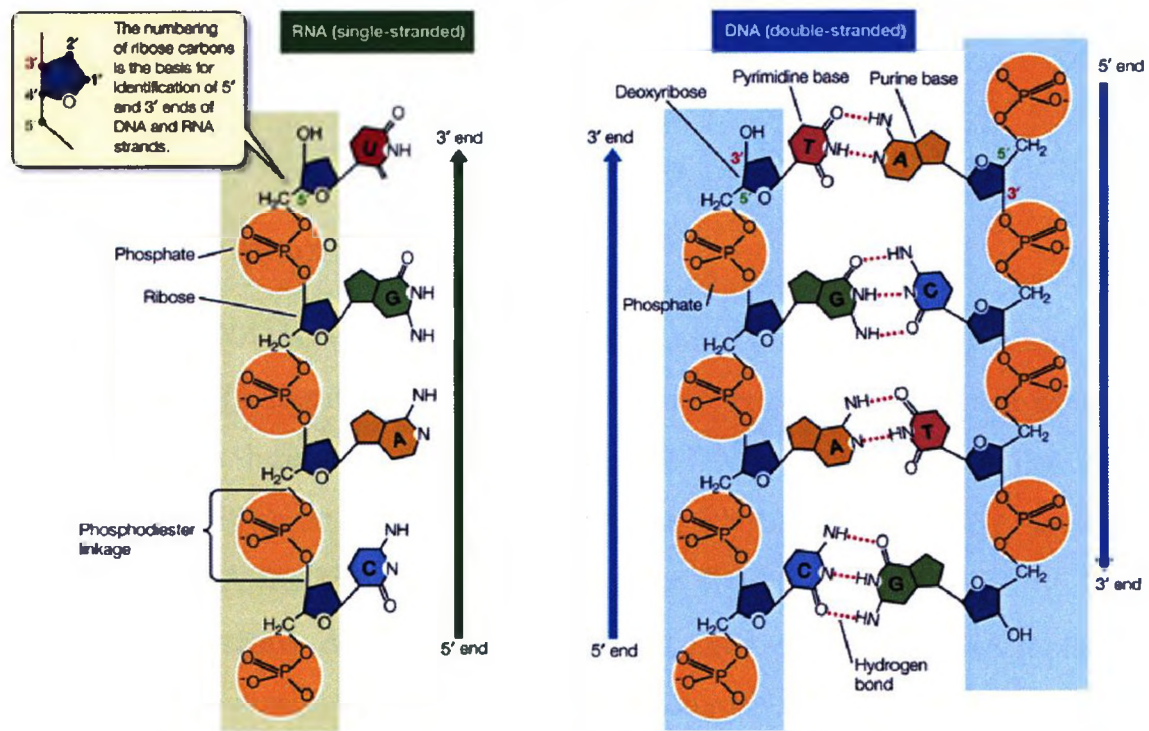 The numbering
of ribose carbons
is the basis for
identification of 5′
and 3′ ends of
DNA and RNA
strands.
2′
3′
1′
4′
O
5
RNA (single-stranded)
OH
O
U
NH
3′ end
O
H2C
5′
O
Phosphate
O
P
-O
O
O
O
Ribose
G
NH
O
NH
H2C
O
O
P
-O
O
NH
A
N
O
H2C
Phosphodiester
linkage
O
O
P
-O
O
NH
C
N
O
O
H2C
5′ end
O
O
P
-O
O
DNA (double-stranded)
Pyrimidine base
Purine base
5′ end
Deoxyribose
3′ end
OH
3′
O
T
NH
O
HN
N
A
O
5′
CH2
3′
O
P
O-
O
O
H2C
5′
O
Phosphate
O
P
-O
O
O
G
NH
NH
HN
N
C
O
O
O
P
O-
O
CH2
O
H2C
O
O
P
-O
O
NH
A
N
O
HN
T
O
O
O
P
O-
O
CH2
O
H2C
O
O
P
-O
O
NH
C
N
O
O
HN
G
HN
O
O
P
O-
O
CH2
O
OH
3′ end
H2C
O
5′ end
O
O
P
-O
O
Hydrogen
bond